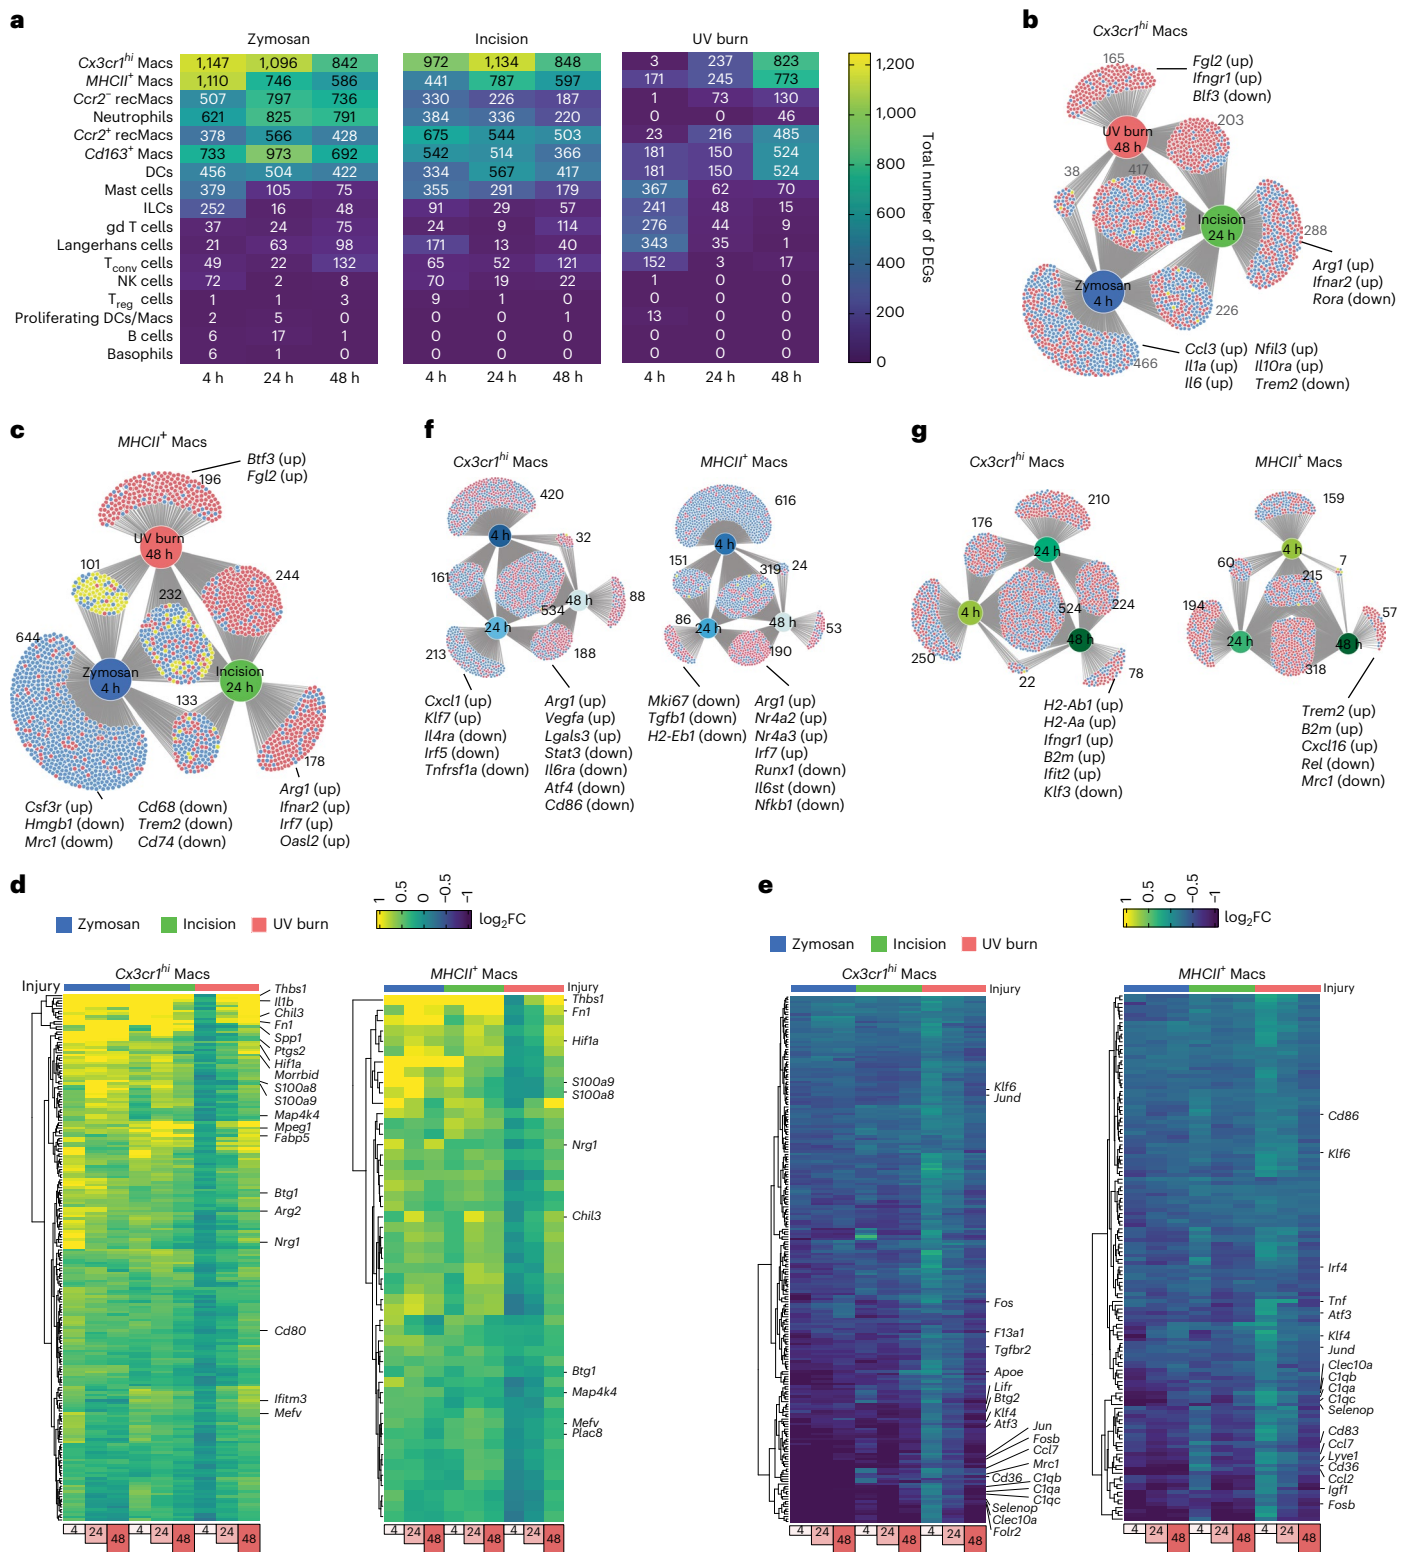 a
Zymosan
Incision
UV burn
Cx3cr1hi Macs 1,147 1,096 842 972 1,134 848 3 237 823
MHCII+ Macs 1,110 746 586 441 787 597 171 245 773
Ccr2− recMacs 507 797 736 330 226 187 1 73 130
Neutrophils 621 825 791 384 336 220 0 0 46
Ccr2+ recMacs 378 566 428 675 544 503 23 216 485
Cd163+ Macs 733 973 692 542 514 366 181 150 524
DCs 456 504 422 334 567 417 181 150 524
Mast cells 379 105 75 355 291 179 367 62 70
ILCs 252 16 48 91 29 57 241 48 15
gd T cells 37 24 75 24 9 114 276 44 9
Langerhans cells 21 63 98 171 13 40 343 35 1
Tconv cells 49 22 132 65 52 121 152 3 17
NK cells 72 2 8 70 19 22 1 0 0
Treg cells 1 1 3 9 1 0 0 0 0
Proliferating DCs/Macs 2 5 0 0 0 1 13 0 0
B cells 6 17 1 0 0 0 0 0 0
Basophils 6 1 0 0 0 0 0 0 0
4 h 24 h 48 h 4 h 24 h 48 h 4 h 24 h 48 h
1,200
1,000
800
600
400
200
0
Total number of DEGs
b
Cx3cr1hi Macs
165
Fgl2 (up)
Ifngr1 (up)
Blf3 (down)
UV burn
48 h
203
38
417
Incision
24 h
288
Arg1 (up)
Ifnar2 (up)
Rora (down)
Zymosan
4 h
226
466
Ccl3 (up) Nfil3 (up)
Il1a (up) Il10ra (up)
Il6 (up) Trem2 (down)
c
MHCII+ Macs
Btf3 (up)
Fgl2 (up)
196
UV burn
48 h
101
232
244
644
Zymosan
4 h
Incision
24 h
133
178
Csf3r (up) Cd68 (down)
Hmgb1 (down) Trem2 (down)
Mrc1 (dowm) Cd74 (down)
Arg1 (up)
Ifnar2 (up)
Irf7 (up)
Oasl2 (up)
f
Cx3cr1hi Macs
420
4 h
32
161
534
48 h
88
24 h
213
188
Cxcl1 (up)
Klf7 (up)
Il4ra (down)
Irf5 (down)
Tnfrsf1a (down)
Arg1 (up)
Vegfa (up)
Lgals3 (up)
Stat3 (down)
Il6ra (down)
Atf4 (down)
Cd86 (down)
MHCII+ Macs
616
4 h
151
319
24
86
24 h
48 h
53
190
Mki67 (down)
Tgfb1 (down)
H2-Eb1 (down)
Arg1 (up)
Nr4a2 (up)
Nr4a3 (up)
Irf7 (up)
Runx1 (down)
Il6st (down)
Nfkb1 (down)
g
Cx3cr1hi Macs
210
176
24 h
4 h
524
224
48 h
250
22
78
H2-Ab1 (up)
H2-Aa (up)
Ifngr1 (up)
B2m (up)
Ifit2 (up)
Klf3 (down)
MHCII+ Macs
159
4 h
60
7
215
194
57
24 h
48 h
318
Trem2 (up)
B2m (up)
Cxcl16 (up)
Rel (down)
Mrc1 (down)
d
1 0.5 0 −0.5 −1
log2FC
Zymosan Incision UV burn
Cx3cr1hi Macs
Injury
Thbs1
Il1b
Chil3
Fn1
Spp1
Ptgs2
Hif1a
Morrbid
S100a8
S100a9
Map4k4
Mpeg1
Fabp5
Btg1
Arg2
Nrg1
Cd80
Ifitm3
Mefv
4 24 48 4 24 48 4 24 48
MHCII+ Macs
Injury
Thbs1
Fn1
Hif1a
S100a9
S100a8
Nrg1
Chil3
Btg1
Map4k4
Mefv
Plac8
4 24 48 4 24 48 4 24 48
e
1 0.5 0 −0.5 −1
log2FC
Zymosan Incision UV burn
Cx3cr1hi Macs
Injury
Klf6
Jund
Fos
F13a1
Tgfbr2
Apoe
Lifr
Btg2
Klf4
Atf3
Jun
Fosb
Ccl7
Mrc1
Cd36 C1qb
C1qa
C1qc
Selenop
Clec10a
Folr2
4 24 48 4 24 48 4 24 48
MHCII+ Macs
Injury
Cd86
Klf6
Irf4
Tnf
Atf3
Klf4
Jund
Clec10a
C1qb
C1qa
C1qc
Selenop
Cd83
Ccl7
Lyve1
Cd36
Ccl2
Igf1
Fosb
4 24 48 4 24 48 4 24 48